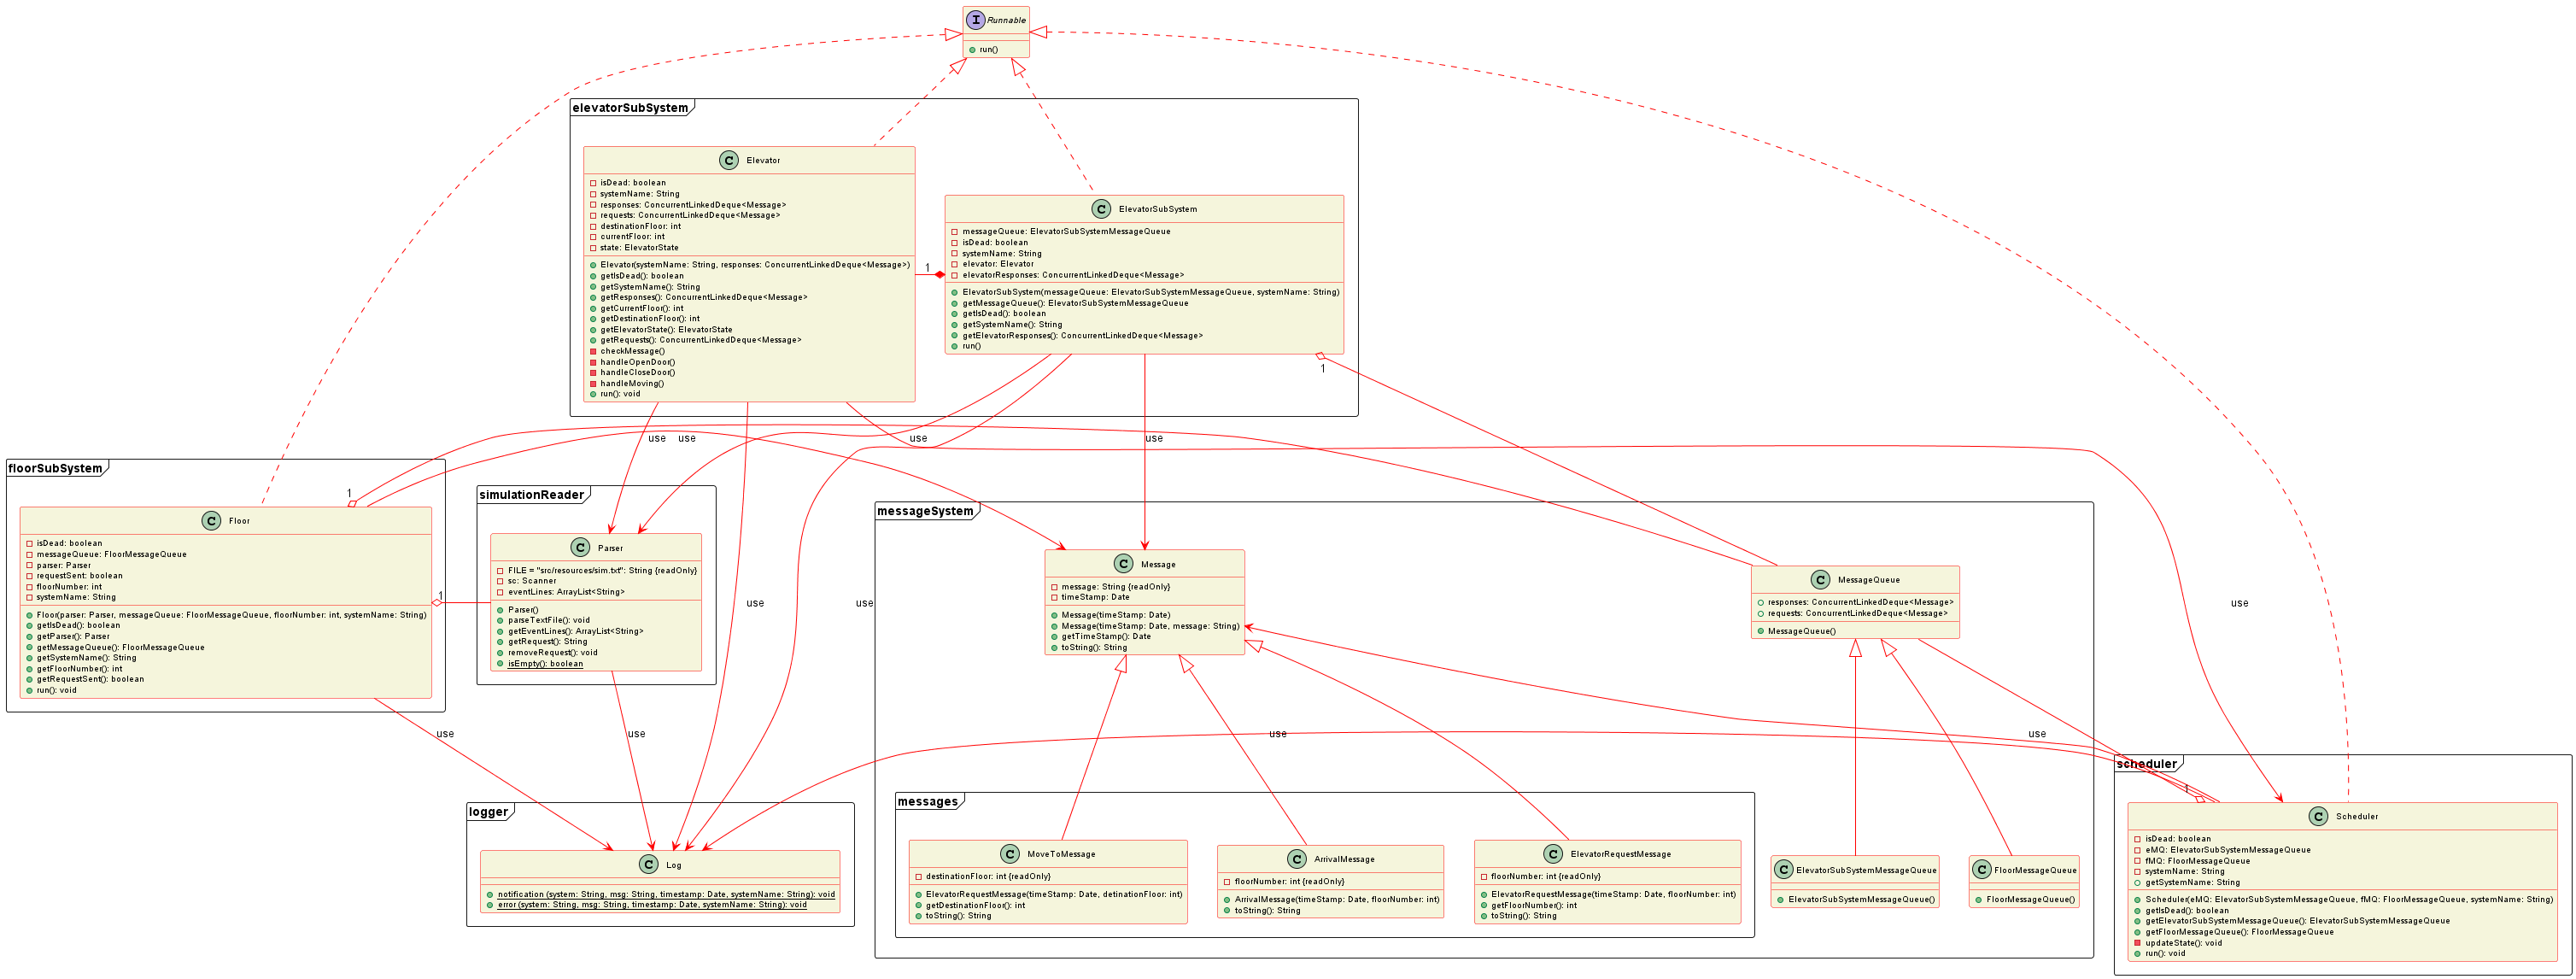 I Runnable
run()
elevatorSubSystem
C Elevator
isDead: boolean
systemName: String
responses: ConcurrentLinkedDeque<Message>
requests: ConcurrentLinkedDeque<Message>
destinationFloor: int
currentFloor: int
state: ElevatorState
Elevator(systemName: String, responses: ConcurrentLinkedDeque<Message>)
getIsDead(): boolean
getSystemName(): String
getResponses(): ConcurrentLinkedDeque<Message>
getCurrentFloor(): int
getDestinationFloor(): int
getElevatorState(): ElevatorState
getRequests(): ConcurrentLinkedDeque<Message>
checkMessage()
handleOpenDoor()
handleCloseDoor()
handleMoving()
run(): void
1
C ElevatorSubSystem
messageQueue: ElevatorSubSystemMessageQueue
isDead: boolean
systemName: String
elevator: Elevator
elevatorResponses: ConcurrentLinkedDeque<Message>
ElevatorSubSystem(messageQueue: ElevatorSubSystemMessageQueue, systemName: String)
getMessageQueue(): ElevatorSubSystemMessageQueue
getIsDead(): boolean
getSystemName(): String
getElevatorResponses(): ConcurrentLinkedDeque<Message>
run()
1
use
use
use
use
floorSubSystem
1
C Floor
isDead: boolean
messageQueue: FloorMessageQueue
parser: Parser
requestSent: boolean
floorNumber: int
systemName: String
Floor(parser: Parser, messageQueue: FloorMessageQueue, floorNumber: int, systemName: String)
getIsDead(): boolean
getParser(): Parser
getMessageQueue(): FloorMessageQueue
getSystemName(): String
getFloorNumber(): int
getRequestSent(): boolean
run(): void
1
simulationReader
C Parser
FILE = "src/resources/sim.txt": String {readOnly}
sc: Scanner
eventLines: ArrayList<String>
Parser()
parseTextFile(): void
getEventLines(): ArrayList<String>
getRequest(): String
removeRequest(): void
isEmpty(): boolean
use
use
use
messageSystem
C Message
message: String {readOnly}
timeStamp: Date
Message(timeStamp: Date)
Message(timeStamp: Date, message: String)
getTimeStamp(): Date
toString(): String
C MessageQueue
responses: ConcurrentLinkedDeque<Message>
requests: ConcurrentLinkedDeque<Message>
MessageQueue()
use
use
use
use
logger
C Log
notification (system: String, msg: String, timestamp: Date, systemName: String): void
error (system: String, msg: String, timestamp: Date, systemName: String): void
messages
C MoveToMessage
destinationFloor: int {readOnly}
ElevatorRequestMessage(timeStamp: Date, detinationFloor: int)
getDestinationFloor(): int
toString(): String
C ArrivalMessage
floorNumber: int {readOnly}
ArrivalMessage(timeStamp: Date, floorNumber: int)
toString(): String
C ElevatorRequestMessage
floorNumber: int {readOnly}
ElevatorRequestMessage(timeStamp: Date, floorNumber: int)
getFloorNumber(): int
toString(): String
C ElevatorSubSystemMessageQueue
ElevatorSubSystemMessageQueue()
C FloorMessageQueue
FloorMessageQueue()
scheduler
1
C Scheduler
isDead: boolean
eMQ: ElevatorSubSystemMessageQueue
fMQ: FloorMessageQueue
systemName: String
getSystemName: String
Scheduler(eMQ: ElevatorSubSystemMessageQueue, fMQ: FloorMessageQueue, systemName: String)
getIsDead(): boolean
getElevatorSubSystemMessageQueue(): ElevatorSubSystemMessageQueue
getFloorMessageQueue(): FloorMessageQueue
updateState(): void
run(): void